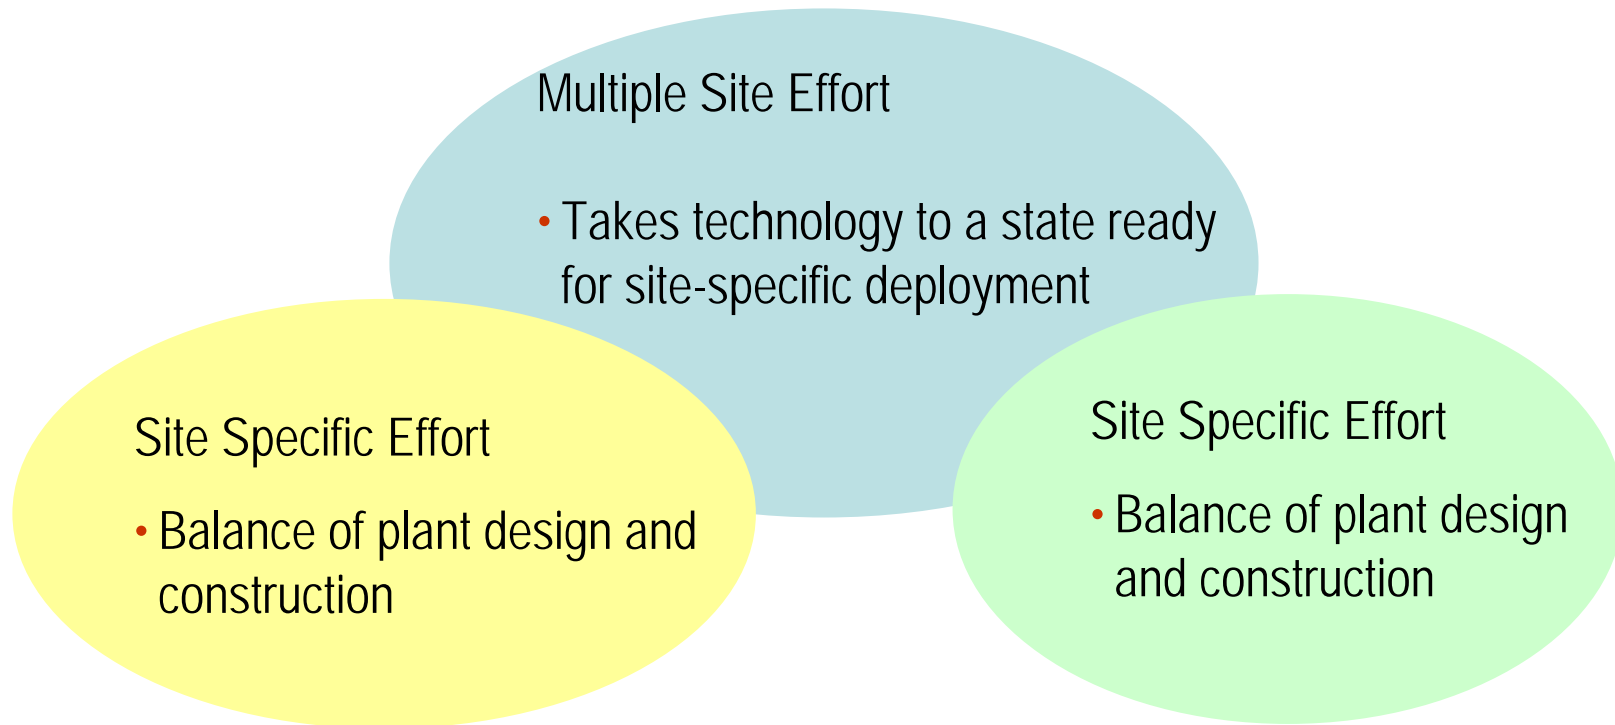 Multiple Site Effort
• Takes technology to a state ready
for site-specific deployment
Site Specific Effort
• Balance of plant design and
construction
Site Specific Effort
• Balance of plant design
and construction